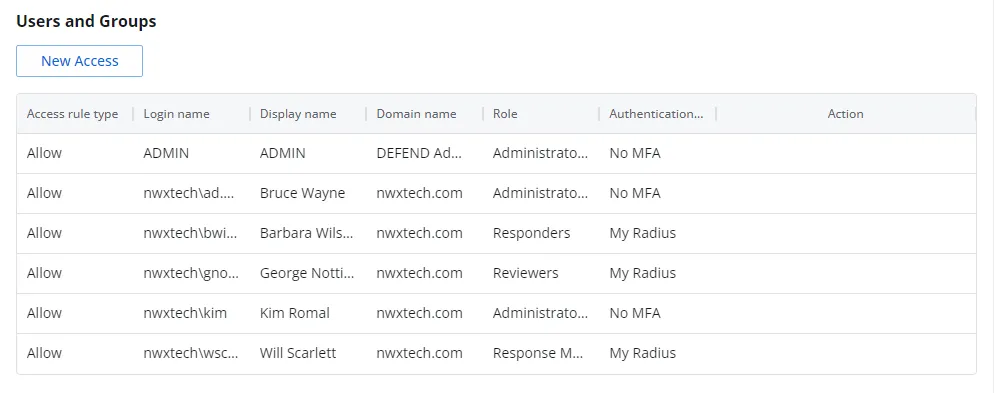 Users and Groups
New Access
Access rule type Login name Display name Domain name Role Authentication... Action
Allow ADMIN ADMIN DEFEND Ad... Administrato... No MFA
Allow nwxtech\ad.... Bruce Wayne nwxtech.com Administrato... No MFA
Allow nwxtech\bwi... Barbara Wils... nwxtech.com Responders My Radius
Allow nwxtech\gno... George Notti... nwxtech.com Reviewers My Radius
Allow nwxtech\kim Kim Romal nwxtech.com Administrato... No MFA
Allow nwxtech\wsc... Will Scarlett nwxtech.com Response M... My Radius